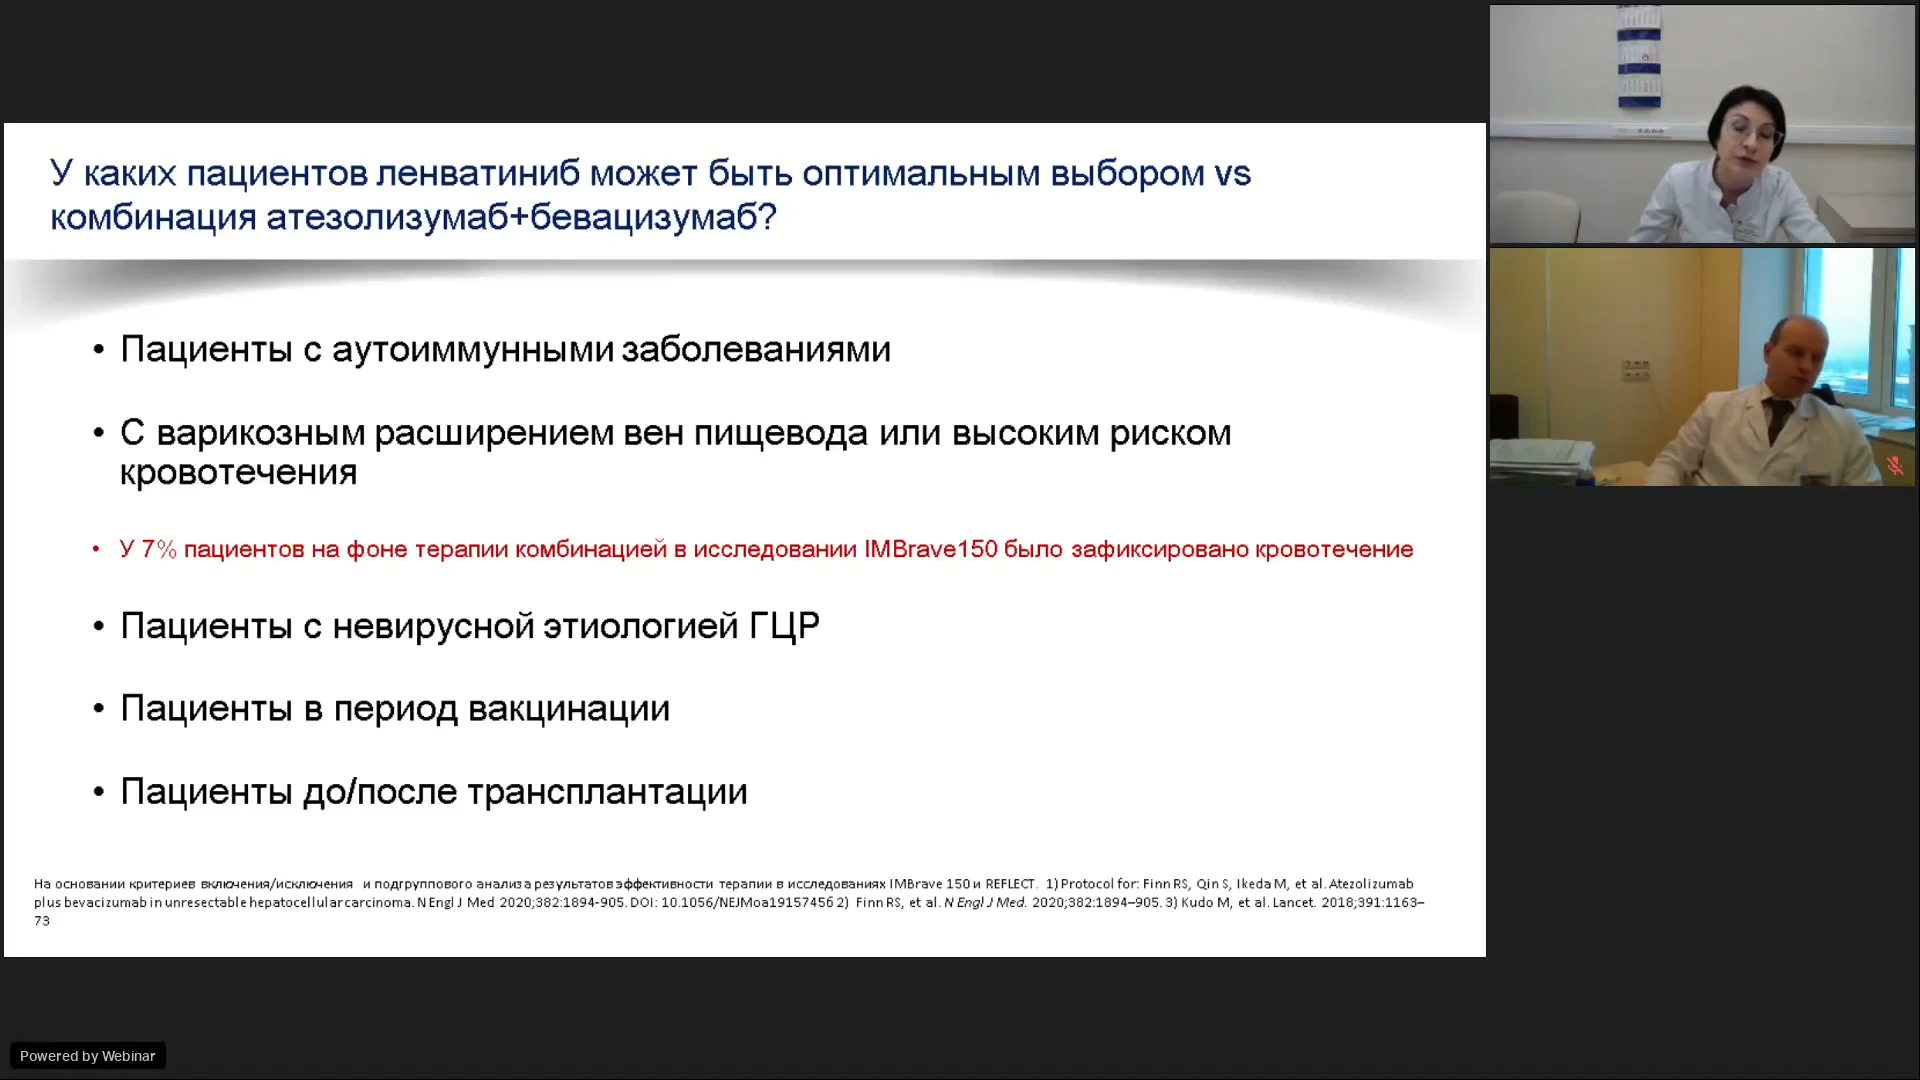 У каких пациентов ленватиниб может быть оптимальным выбором vs
комбинация атезолизумаб+бевацизумаб?
• Пациенты с аутоиммунными заболеваниями
• С варикозным расширением вен пищевода или высоким риском
кровотечения
• У 7% пациентов на фоне терапии комбинацией в исследовании IMBrave150 было зафиксировано кровотечение
• Пациенты с невирусной этиологией ГЦР
• Пациенты в период вакцинации
• Пациенты до/после трансплантации
На основании критериев включения/исключения и подгруппового анализа результатов эффективности терапии в исследованиях IMBrave 150 и REFLECT. 1) Protocol for: Finn RS, Qin S, Ikeda M, et al. Atezolizumab
plus bevacizumab in unresectable hepatocellular carcinoma. N Engl J Med 2020;382:1894-905. DOI: 10.1056/NEJMoa1915745б 2) Finn RS, et al. N Engl J Med. 2020;382:1894–905. 3) Kudo M, et al. Lancet. 2018;391:1163–
73
Powered by Webinar